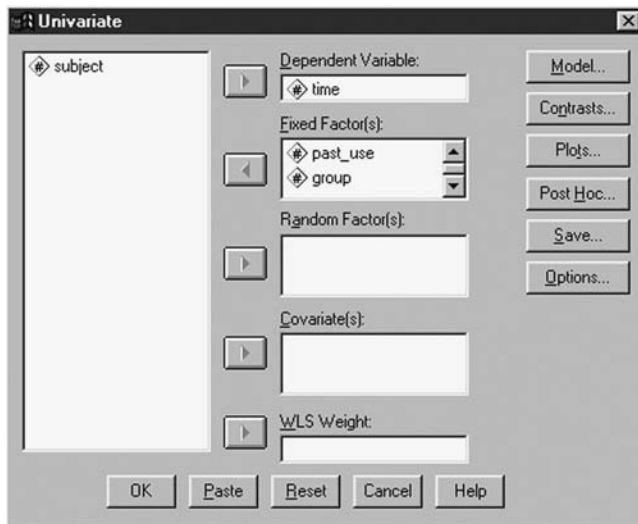 Univariate
subject
Dependent Variable:
time
Fixed Factor(s):
past_use
group
Random Factor(s):
Covariate(s):
WLS Weight:
Model...
Contrasts...
Plots...
Post Hoc...
Save...
Options...
OK
Paste
Reset
Cancel
Help